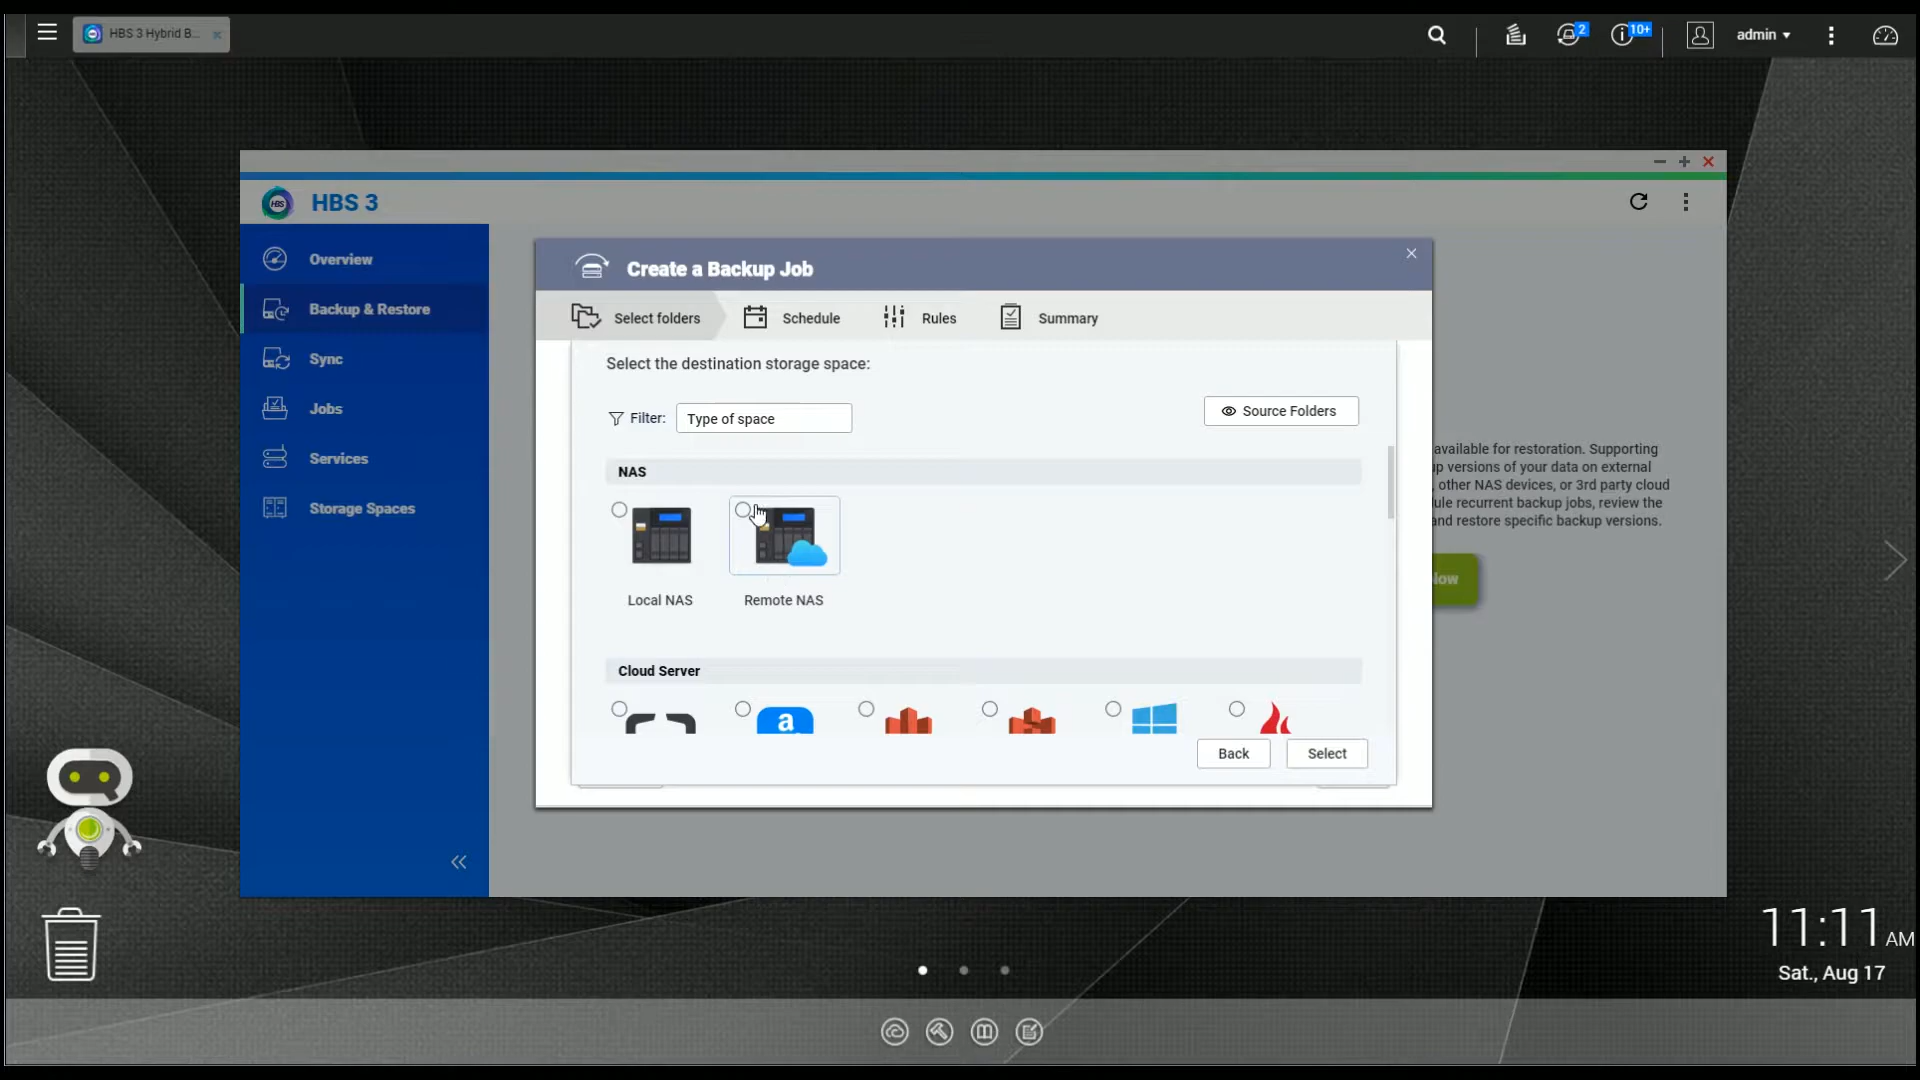 HBS 3 Hybrid B...
2
10+
admin
HBS 3
Overview
Backup & Restore
Sync
Jobs
Services
Storage Spaces
Create a Backup Job
Select folders
Schedule
Rules
Summary
Select the destination storage space:
Filter:
Type of space
Source Folders
NAS
Local NAS
Remote NAS
Cloud Server
a
Back
Select
available for restoration. Supporting
up versions of your data on external
, other NAS devices, or 3rd party cloud
ule recurrent backup jobs, review the
and restore specific backup versions.
Now
11:11 AM
Sat., Aug 17